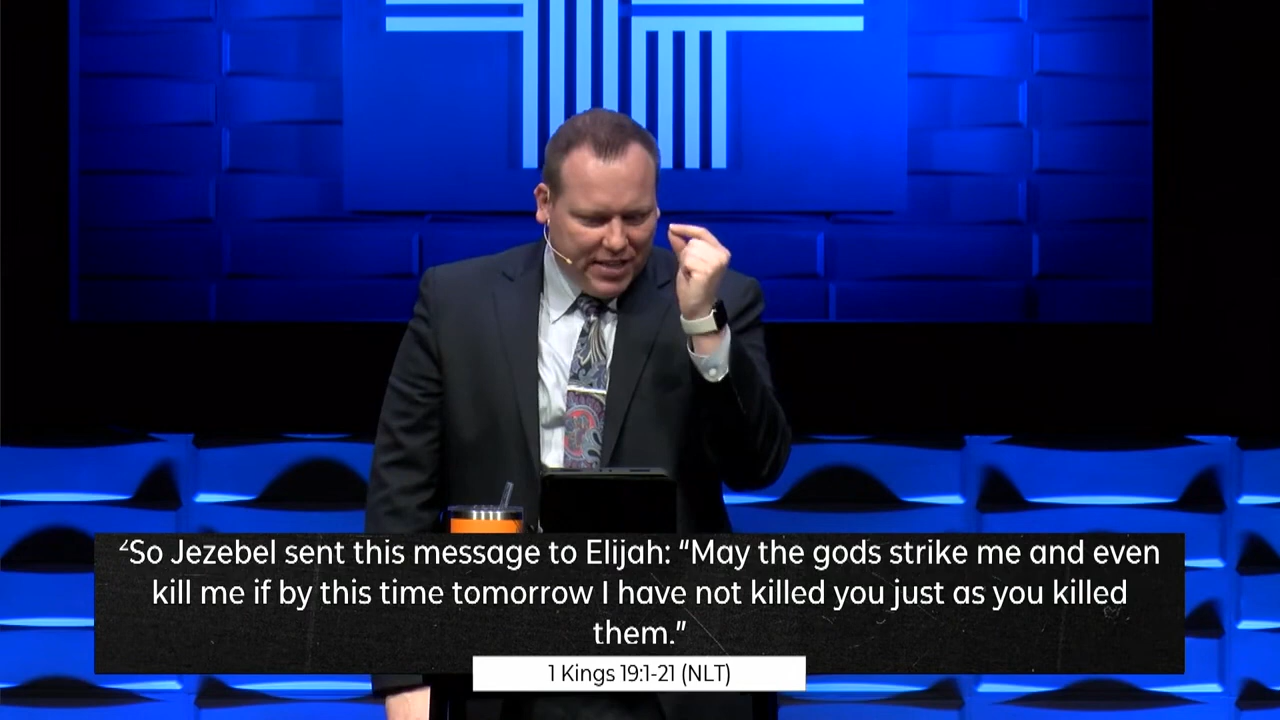 ²So Jezebel sent this message to Elijah: “May the gods strike me and even
kill me if by this time tomorrow I have not killed you just as you killed
them.”
1 Kings 19:1-21 (NLT)